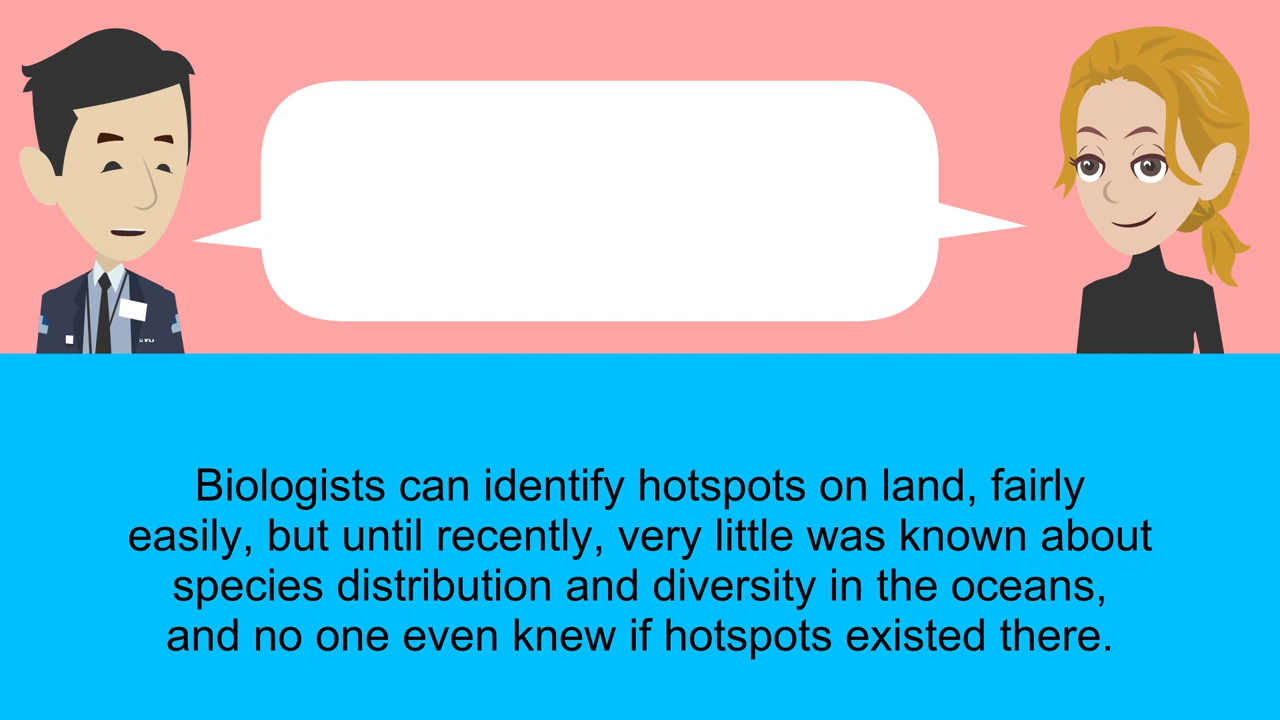 Biologists can identify hotspots on land, fairly
easily, but until recently, very little was known about
species distribution and diversity in the oceans,
and no one even knew if hotspots existed there.